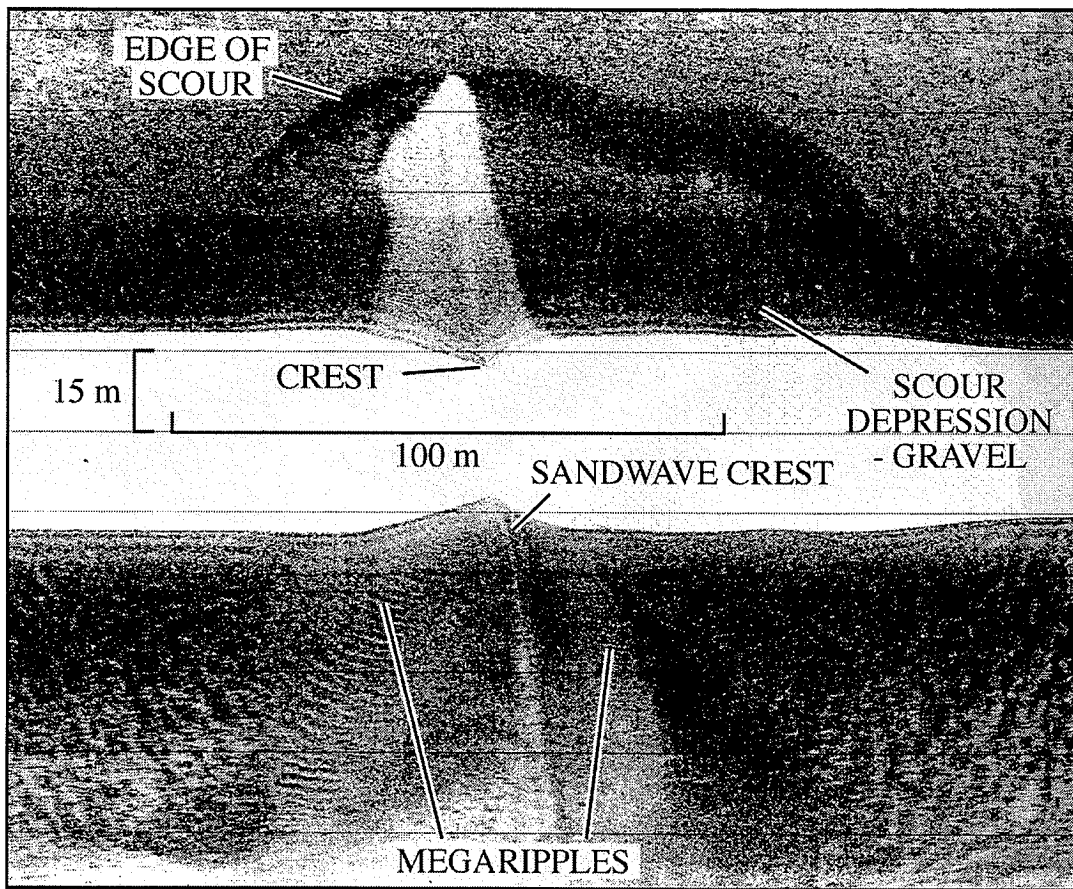 EDGE OF
SCOUR
CREST
15 m
SCOUR
DEPRESSION
- GRAVEL
100 m
SANDWAVE CREST
MEGARIPPLES